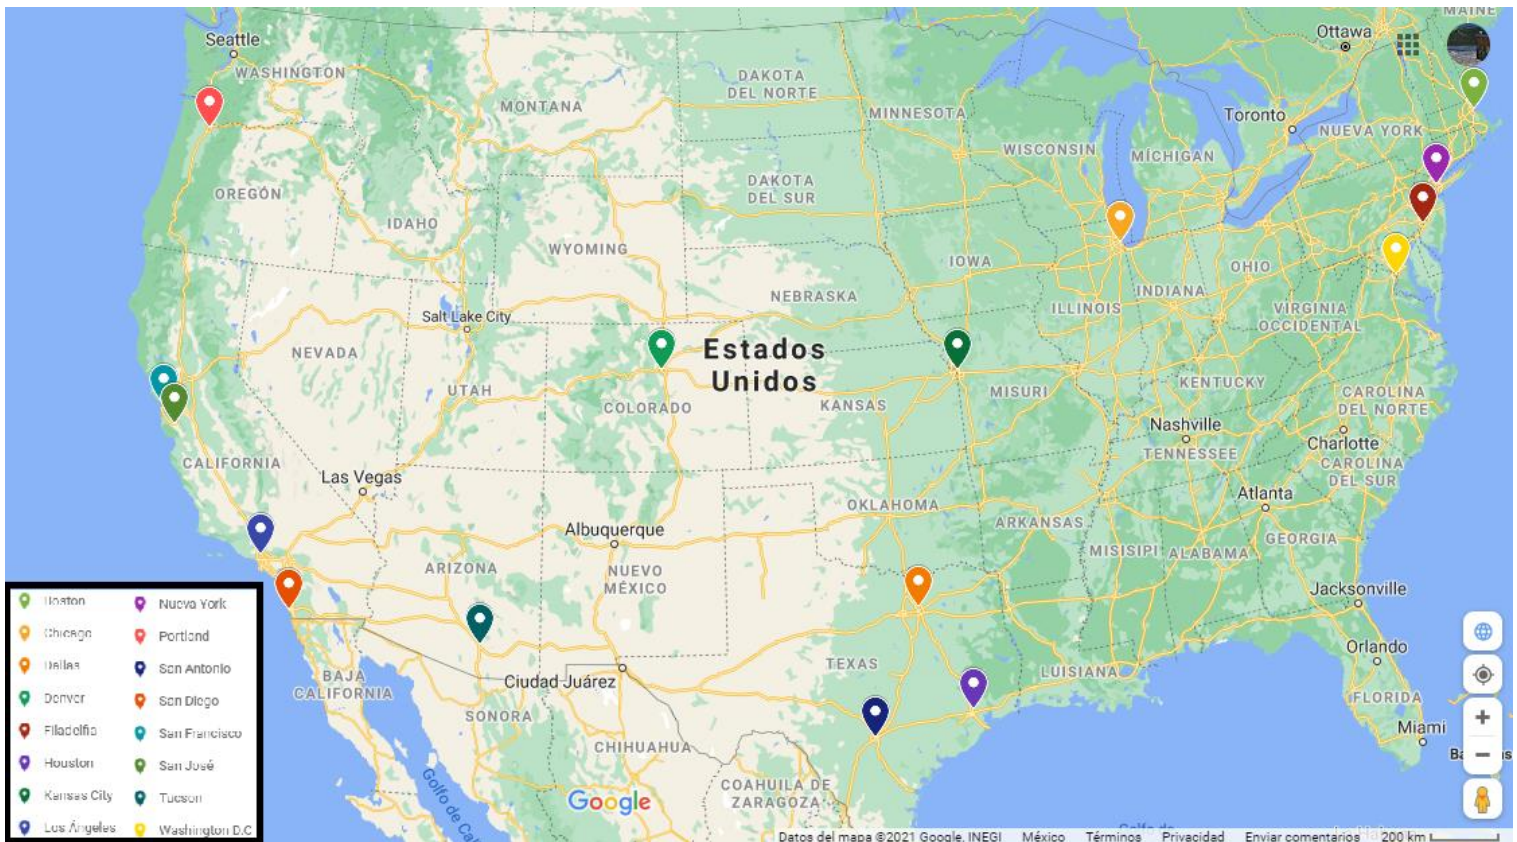 MAINE
Ottawa
Seattle
WASHINGTON
DAKOTA
DEL NORTE
MONTANA
MINNESOTA
Toronto
NUEVA YORK
WISCONSIN
MÍCHIGAN
OREGÓN
DAKOTA
DEL SUR
IDAHO
WYOMING
IOWA
OHIO
NEBRASKA
ILLINOIS
INDIANA
VIRGINIA
OCCIDENTAL
Salt Lake City
NEVADA
Estados
Unidos
UTAH
COLORADO
KANSAS
MISURI
KENTUCKY
CAROLINA
DEL NORTE
Nashville
TENNESSEE
Charlotte
CAROLINA
DEL SUR
CALIFORNIA
Las Vegas
OKLAHOMA
Atlanta
Albuquerque
ARKANSAS
GEORGIA
MISISIPI
ALABAMA
ARIZONA
NUEVO
MÉXICO
Jacksonville
Boston
Nueva York
Chicago
Portland
Dallas
San Antonio
Denver
San Diego
Filadelfia
San Francisco
Houston
San José
Kansas City
Tucson
Los Ángeles
Washington D.C
TEXAS
LUISIANA
Orlando
BAJA
CALIFORNIA
Ciudad Juárez
SONORA
FLORIDA
Miami
CHIHUAHUA
COAHUILA DE
ZARAGOZA
Golfo de Cal
Google
Golfo de
Datos del mapa ©2021 Google, INEGI México Términos Privacidad Enviar comentarios 200 km